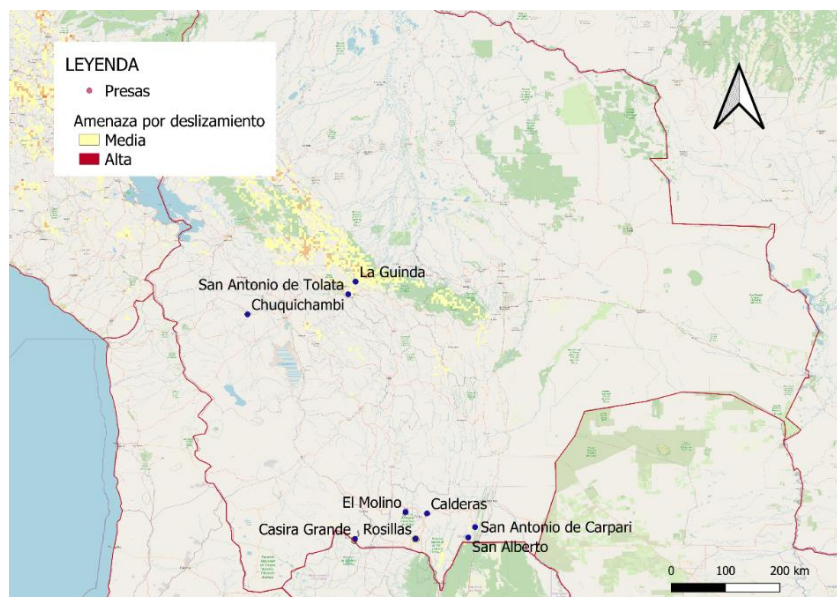 LEYENDA
Presas
Amenaza por deslizamiento
Media
Alta
La Guinda
San Antonio de Tolata
Chuquichambi
El Molino
Calderas
Casira Grande
Rosillas
San Antonio de Carpari
San Alberto
0 100 200 km